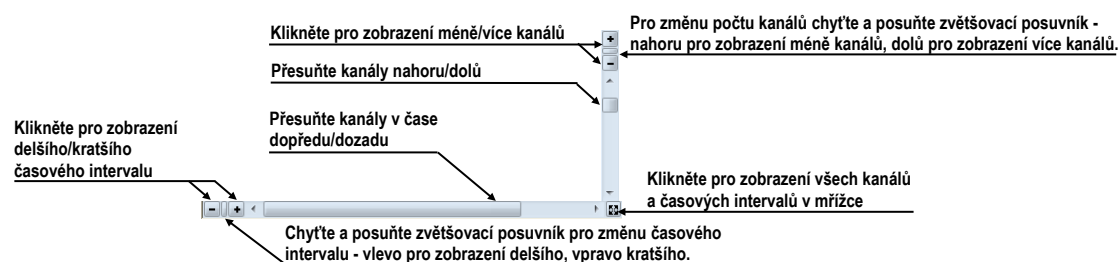 Klikněte pro zobrazení méně/více kanálů
Pro změnu počtu kanálů chyťte a posuňte zvětšovací posuvník -
nahoru pro zobrazení méně kanálů, dolů pro zobrazení více kanálů.
Přesuňte kanály nahoru/dolů
Klikněte pro zobrazení
delšího/kratšího
časového intervalu
Přesuňte kanály v čase
dopředu/dozadu
Klikněte pro zobrazení všech kanálů
a časových intervalů v mřížce
Chyťte a posuňte zvětšovací posuvník pro změnu časového
intervalu - vlevo pro zobrazení delšího, vpravo kratšího.